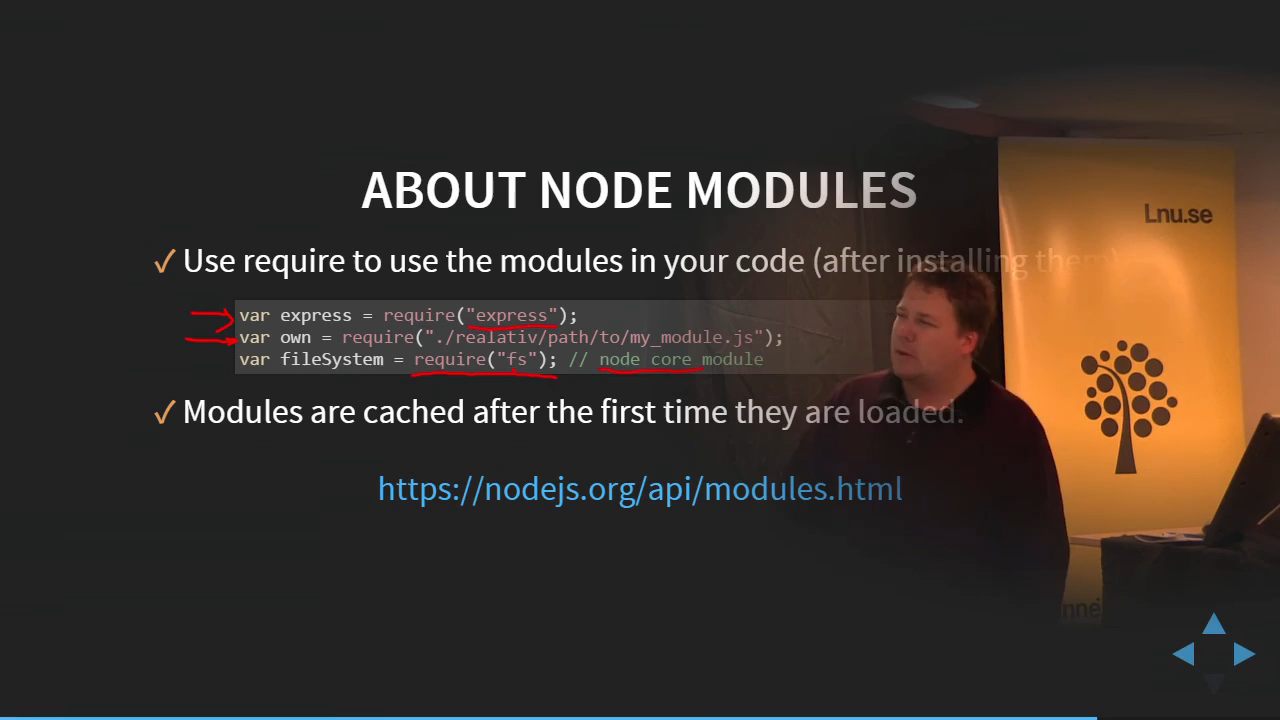 Lnu.se
ABOUT NODE MODULES
✓ Use require to use the modules in your code (after installing them)
var express = require("express");
var own = require("./realativ/path/to/my_module.js");
var fileSystem = require("fs"); // node core module
✓ Modules are cached after the first time they are loaded.
https://nodejs.org/api/modules.html